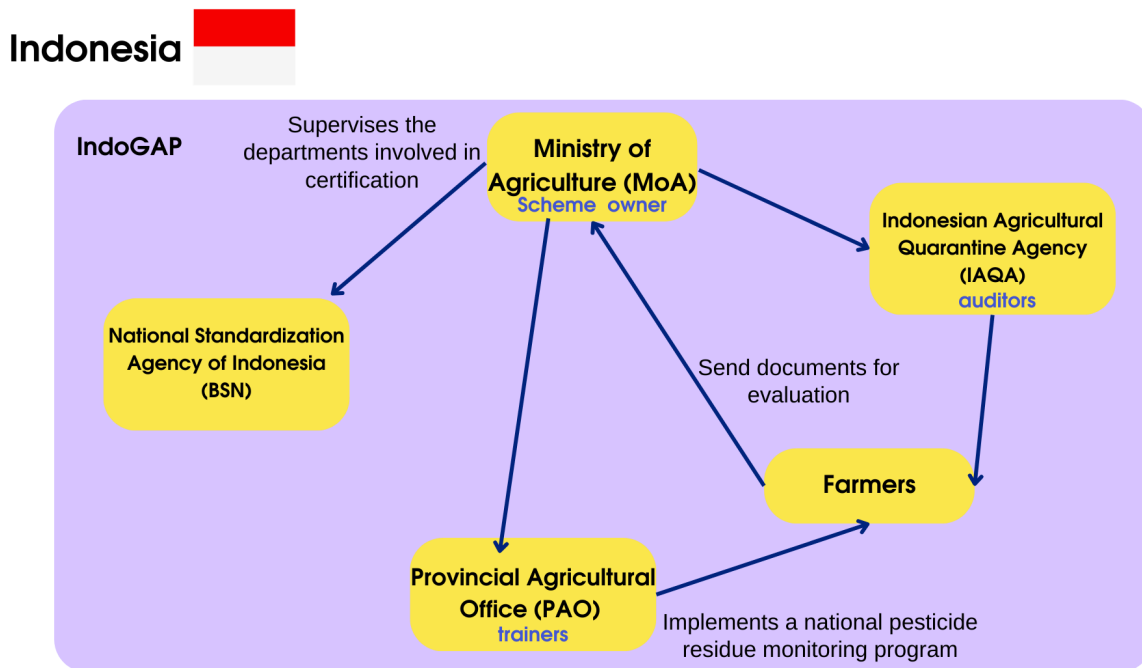 Indonesia
IndoGAP
Supervises the
departments involved in
certification
Ministry of
Agriculture (MoA)
Scheme owner
Indonesian Agricultural
Quarantine Agency
(IAQA)
auditors
National Standardization
Agency of Indonesia
(BSN)
Send documents for
evaluation
Farmers
Provincial Agricultural
Office (PAO)
trainers
Implements a national pesticide
residue monitoring program